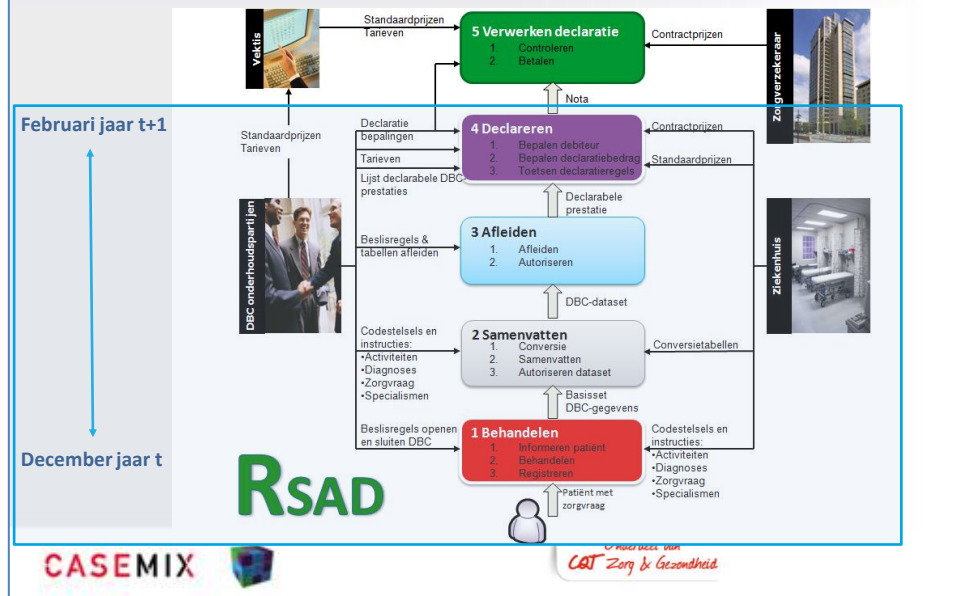 Standaardprijzen
Tarieven
5 Verwerken declaratie
1. Controleren
2. Betalen
Contractprijzen
Vektis
Zorgverzekeraar
Nota
Februari jaar t+1
Standaardprijzen
Tarieven
Declaratie
bepalingen
Tarieven
Lijst declarabele DBC-
prestaties
4 Declareren
1. Bepalen debiteur
2. Bepalen declaratiebedrag
3. Toetsen declaratieregels
Contractprijzen
Standaardprijzen
Declarabele
prestatie
DBC onderhoudspartijen
Beslisregels &
tabellen afleiden
3 Afleiden
1. Afleiden
2. Autoriseren
Ziekenhuis
DBC-dataset
Codestelsels en
instructies:
•Activiteiten
•Diagnoses
•Zorgvraag
•Specialismen
2 Samenvatten
1. Conversie
2. Samenvatten
3. Autoriseren dataset
Conversietabellen
Basisset
DBC-gegevens
Beslisregels openen
en sluiten DBC
1 Behandelen
1. Informeren patiënt
2. Behandelen
3. Registreren
Codestelsels en
instructies:
•Activiteiten
•Diagnoses
•Zorgvraag
•Specialismen
December jaar t
RSAD
Patiënt met
zorgvraag
CASEMIX
Onderdeel van
CQT Zorg & Gezondheid